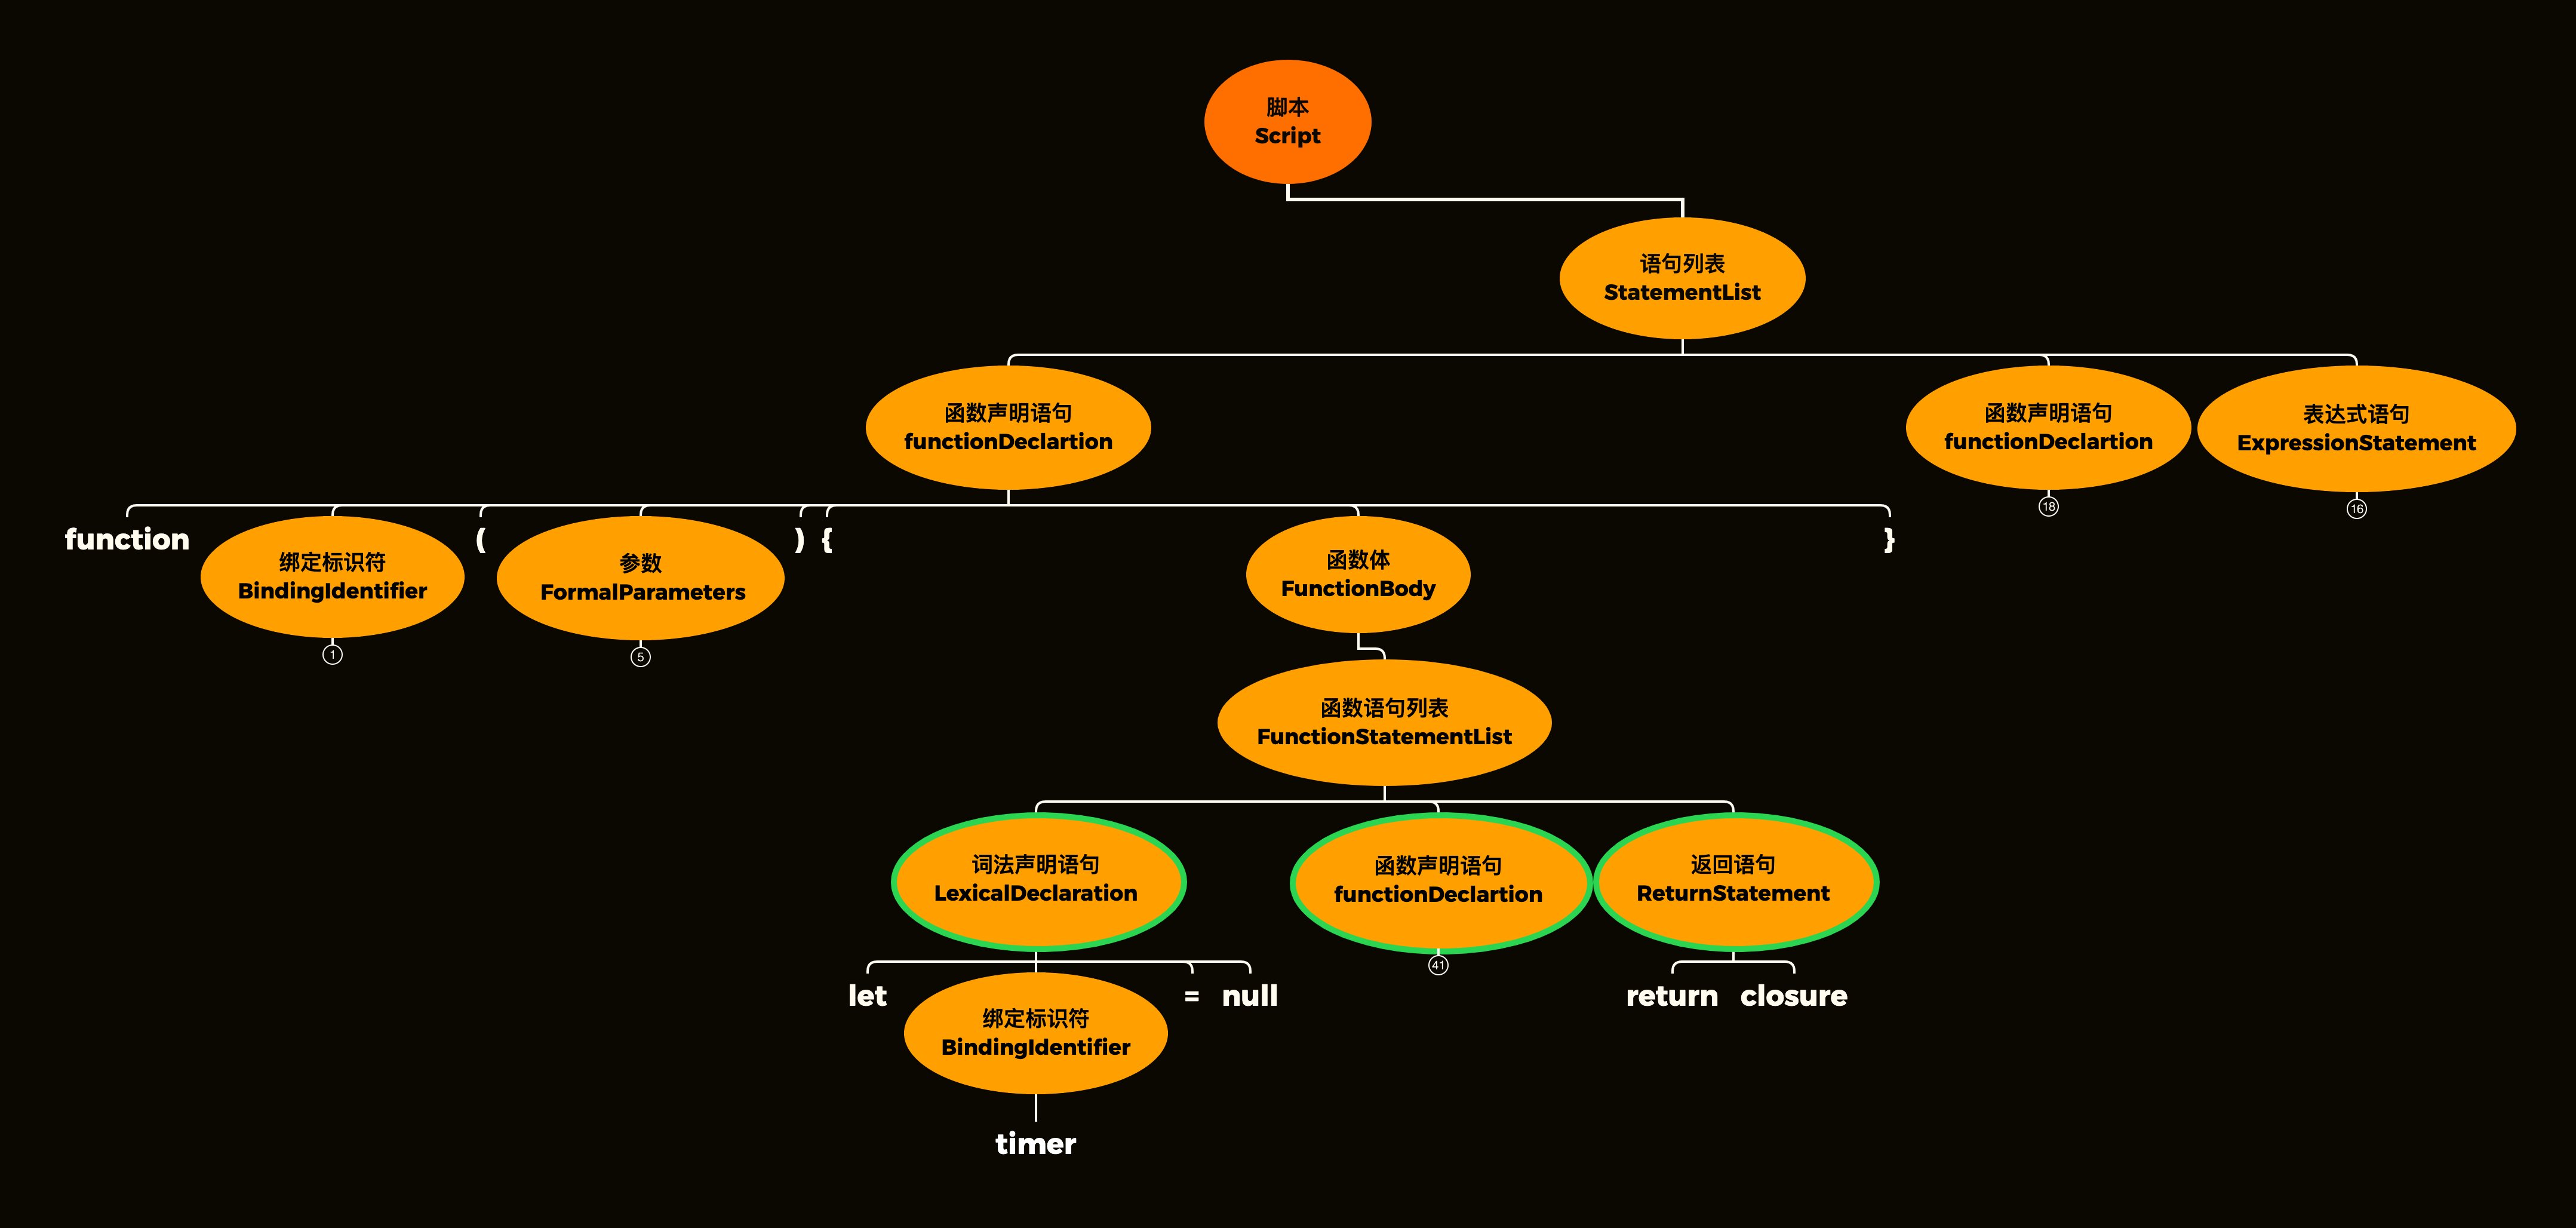 脚本
Script
语句列表
StatementList
函数声明语句
functionDeclartion
函数声明语句
functionDeclartion
18
表达式语句
ExpressionStatement
16
function
绑定标识符
BindingIdentifier
1
(
参数
FormalParameters
5
)
{
函数体
FunctionBody
}
函数语句列表
FunctionStatementList
词法声明语句
LexicalDeclaration
函数声明语句
functionDeclartion
41
返回语句
ReturnStatement
let
绑定标识符
BindingIdentifier
=
null
return
closure
timer